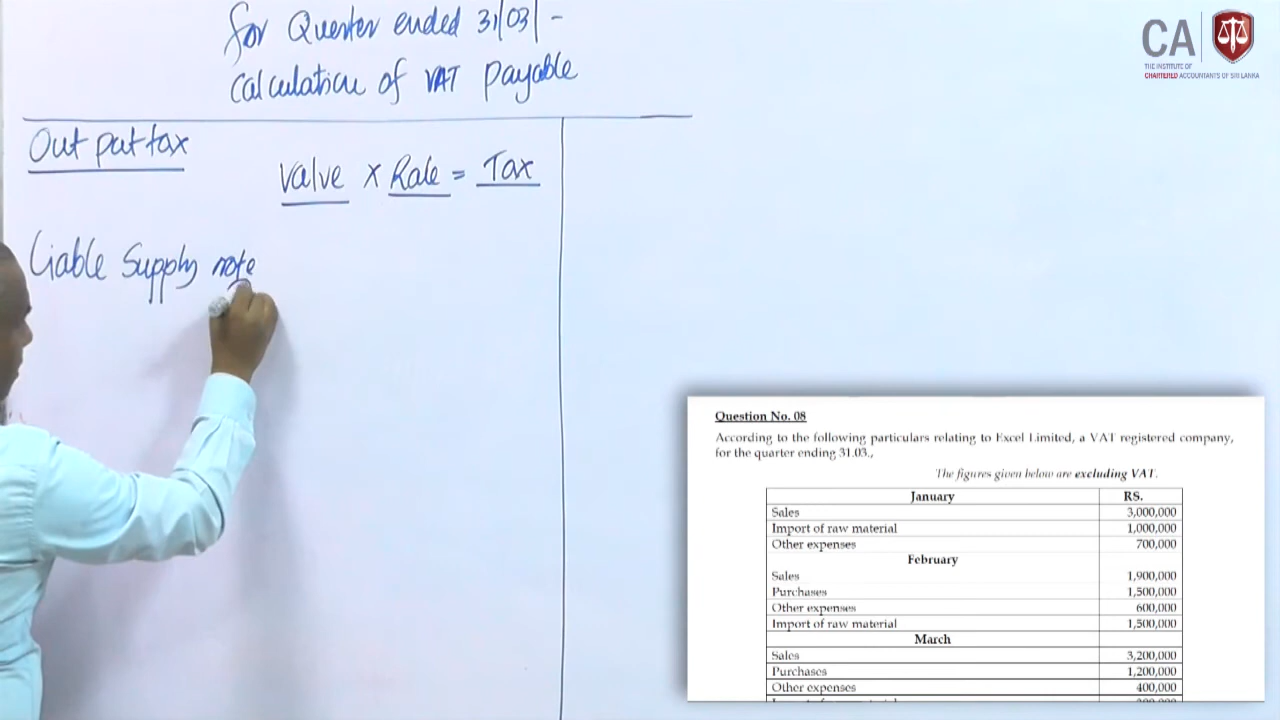 for Quarter ended 31/03/-
Calculation of VAT payable
Out put tax
Value x Rate = Tax
Liable Supply note
CA
THE INSTITUTE OF
CHARTERED ACCOUNTANTS OF SRI LANKA
Question No. 08
According to the following particulars relating to Excel Limited, a VAT registered company,
for the quarter ending 31.03.,
The figures given below are excluding VAT.
January RS.
Sales 3,000,000
Import of raw material 1,000,000
Other expenses 700,000
February
Sales 1,900,000
Purchases 1,500,000
Other expenses 600,000
Import of raw material 1,500,000
March
Sales 3,200,000
Purchases 1,200,000
Other expenses 400,000